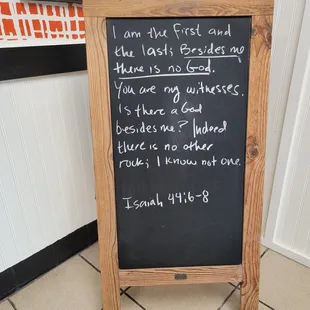 I am the First and
the last; Besides me
there is no God.
You are my witnesses.
Is there a God
besides me? Indeed
there is no other
rock; I know not one.
Isaiah 44:6-8